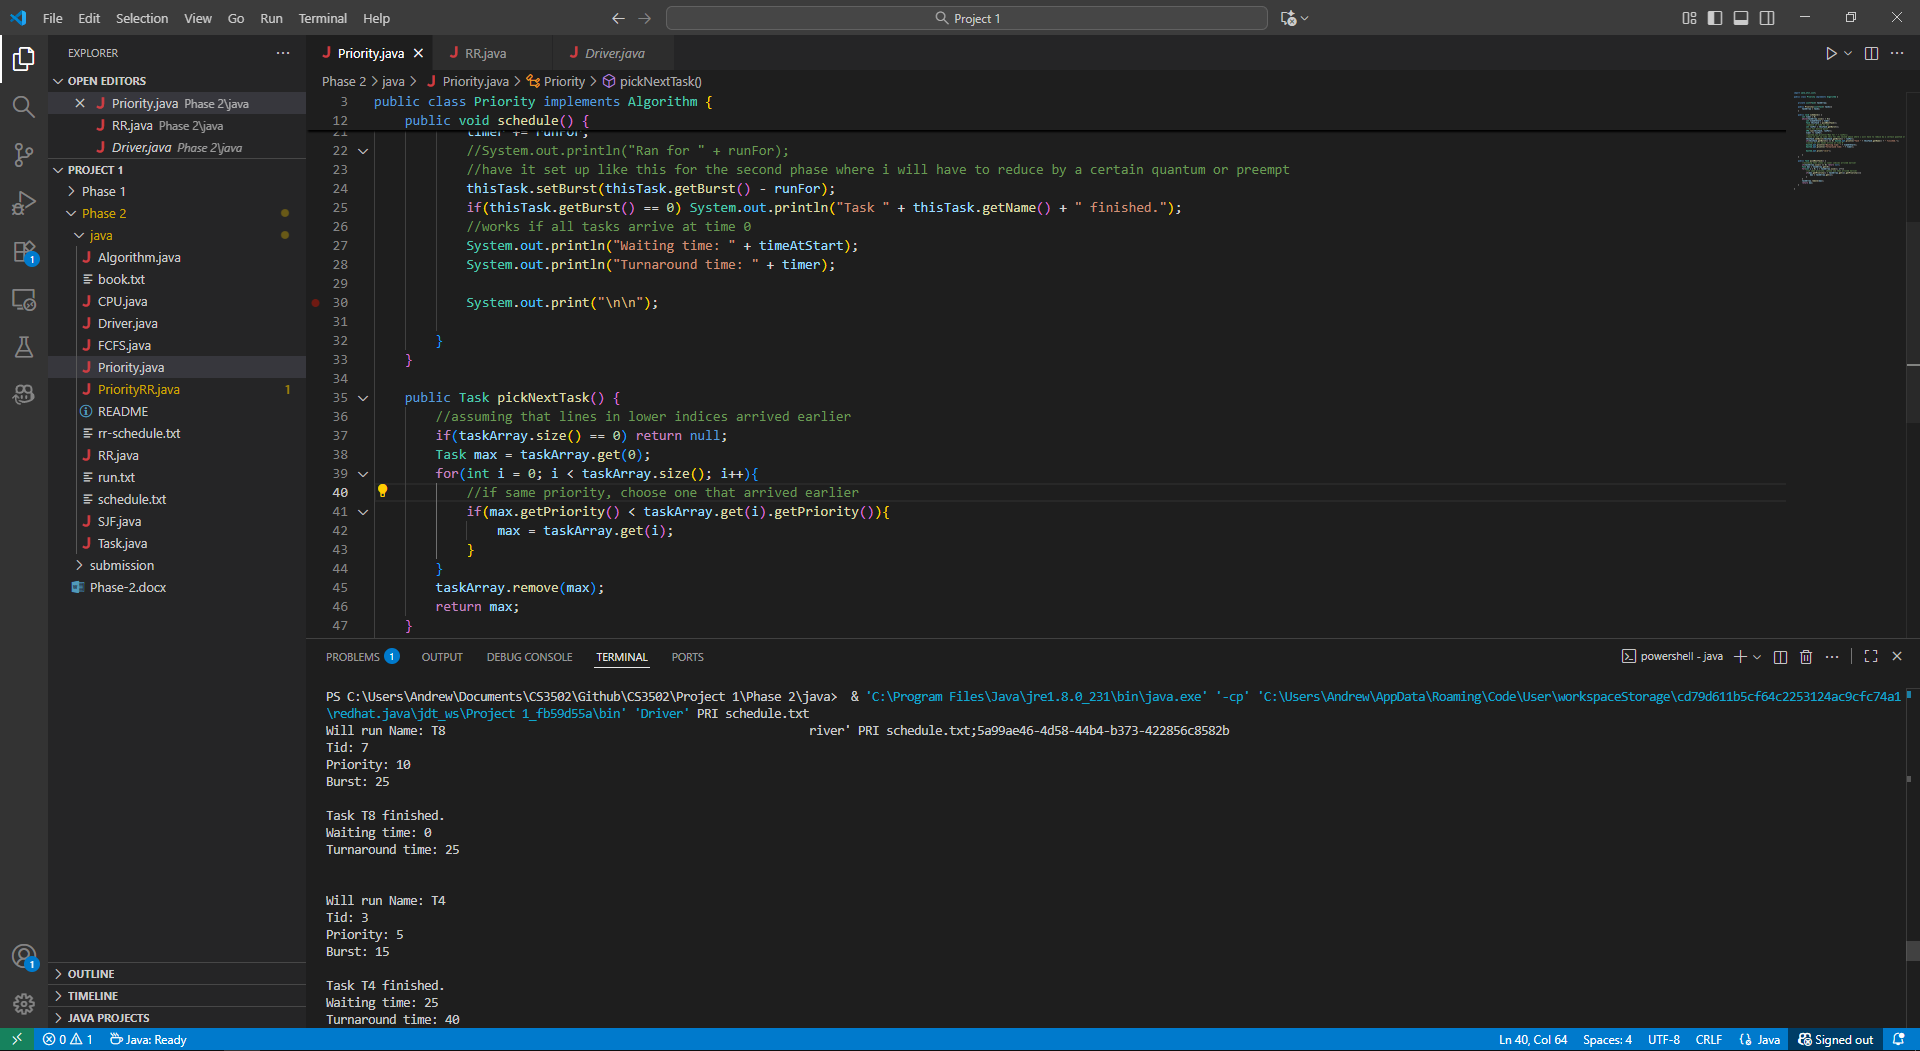 File Edit Selection View Go Run Terminal Help
Project 1
EXPLORER
OPEN EDITORS
Priority.java Phase 2\java
RR.java Phase 2\java
Driver.java Phase 2\java
PROJECT 1
Phase 1
Phase 2
java
Algorithm.java
book.txt
CPU.java
Driver.java
FCFS.java
Priority.java
PriorityRR.java 1
README
rr-schedule.txt
RR.java
run.txt
schedule.txt
SJF.java
Task.java
submission
Phase-2.docx
OUTLINE
TIMELINE
JAVA PROJECTS
1
1
Priority.java
RR.java
Driver.java
Phase 2 > java > Priority.java > Priority > pickNextTask()
3 public class Priority implements Algorithm {
12 public void schedule() {
21 timer += runFor;
22 //System.out.println("Ran for " + runFor);
23 //have it set up like this for the second phase where i will have to reduce by a certain quantum or preempt
24 thisTask.setBurst(thisTask.getBurst() - runFor);
25 if(thisTask.getBurst() == 0) System.out.println("Task " + thisTask.getName() + " finished.");
26 //works if all tasks arrive at time 0
27 System.out.println("Waiting time: " + timeAtStart);
28 System.out.println("Turnaround time: " + timer);
29
30 System.out.print("\n\n");
31
32 }
33 }
34
35 public Task pickNextTask() {
36 //assuming that lines in lower indices arrived earlier
37 if(taskArray.size() == 0) return null;
38 Task max = taskArray.get(0);
39 for(int i = 0; i < taskArray.size(); i++){
40 //if same priority, choose one that arrived earlier
41 if(max.getPriority() < taskArray.get(i).getPriority()){
42 max = taskArray.get(i);
43 }
44 }
45 taskArray.remove(max);
46 return max;
47 }
PROBLEMS 1 OUTPUT DEBUG CONSOLE TERMINAL PORTS
powershell - java
PS C:\Users\Andrew\Documents\CS3502\Github\CS3502\Project 1\Phase 2\java> & 'C:\Program Files\Java\jre1.8.0_231\bin\java.exe' '-cp' 'C:\Users\Andrew\AppData\Roaming\Code\User\workspaceStorage\cd79d611b5cf64c2253124ac9cfc74a1
\redhat.java\jdt_ws\Project 1_fb59d55a\bin' 'Driver' PRI schedule.txt
Will run Name: T8 river' PRI schedule.txt;5a99ae46-4d58-44b4-b373-422856c8582b
Tid: 7
Priority: 10
Burst: 25
Task T8 finished.
Waiting time: 0
Turnaround time: 25
Will run Name: T4
Tid: 3
Priority: 5
Burst: 15
Task T4 finished.
Waiting time: 25
Turnaround time: 40
0 1 Java: Ready
Ln 40, Col 64 Spaces: 4 UTF-8 CRLF {} Java Signed out